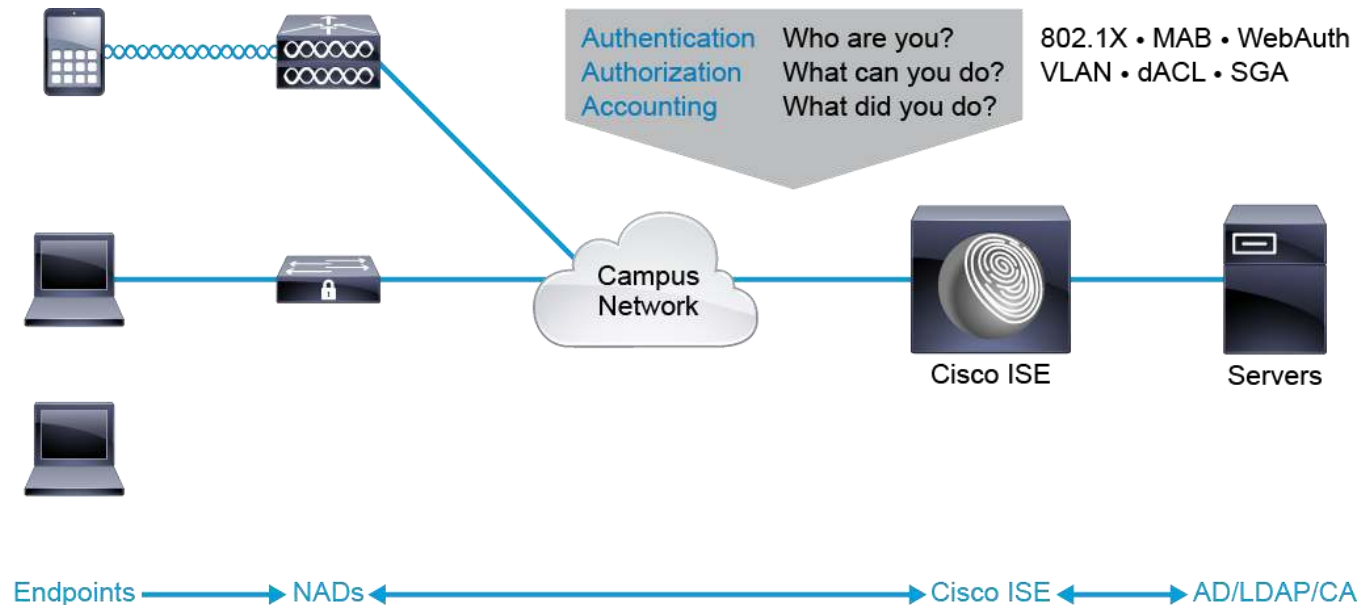 Authentication Who are you? 802.1X • MAB • WebAuth
Authorization What can you do? VLAN • dACL • SGA
Accounting What did you do?
Campus
Network
Cisco ISE
Servers
Endpoints NADs Cisco ISE AD/LDAP/CA